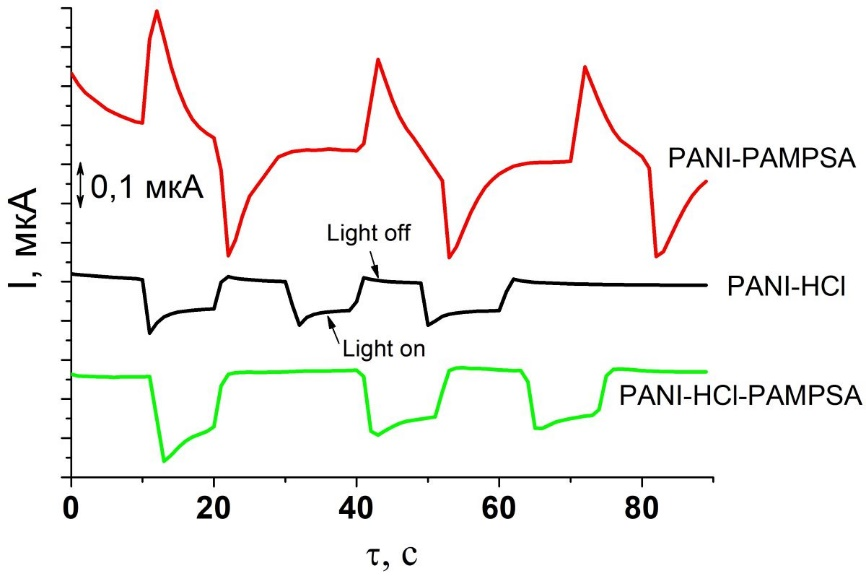 PANI-PAMPSA
0,1 мкА
I, мкА
Light off
PANI-HCl
Light on
PANI-HCl-PAMPSA
0 20 40 60 80
τ, с